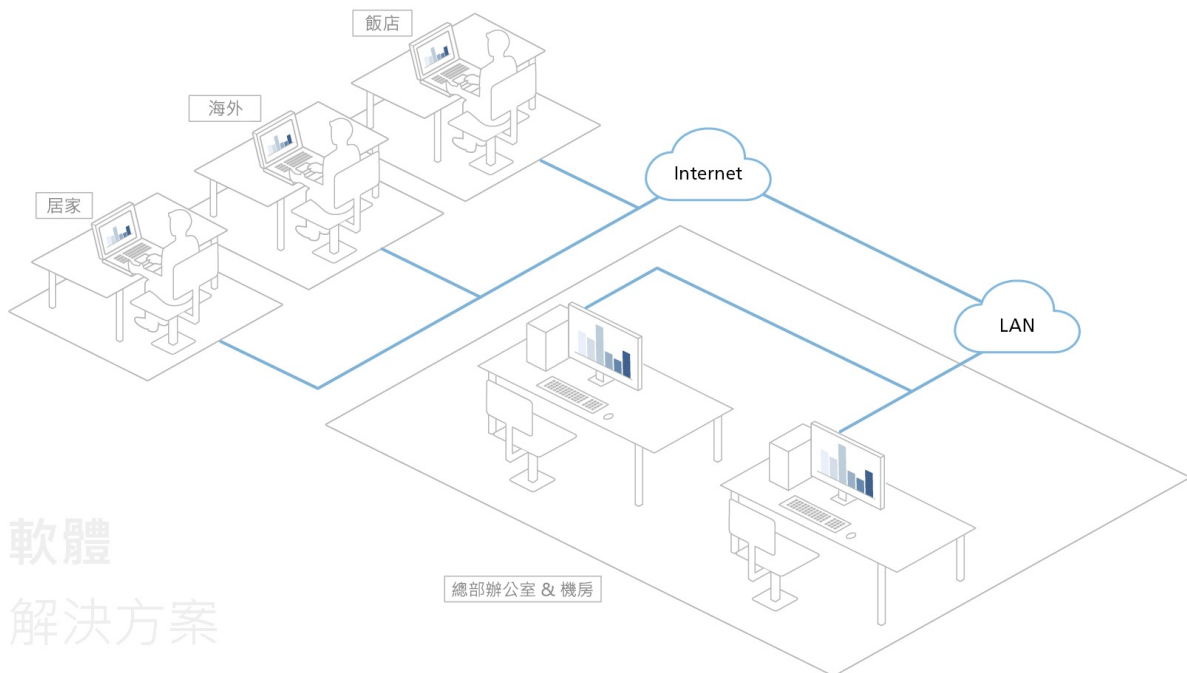 飯店
海外
居家
Internet
LAN
總部辦公室 & 機房
軟體
解決方案